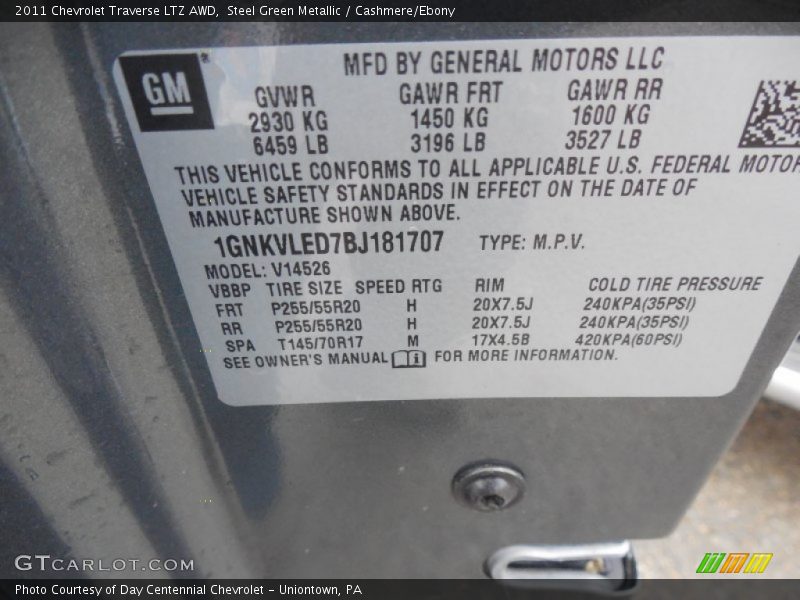 2011 Chevrolet Traverse LTZ AWD,  Steel Green Metallic / Cashmere/Ebony
GM ®
MFD BY GENERAL MOTORS LLC
GVWR GAWR FRT GAWR RR
2930 KG 1450 KG 1600 KG
6459 LB 3196 LB 3527 LB
THIS VEHICLE CONFORMS TO ALL APPLICABLE U.S. FEDERAL MOTOR
VEHICLE SAFETY STANDARDS IN EFFECT ON THE DATE OF
MANUFACTURE SHOWN ABOVE.
1GNKVLED7BJ181707 TYPE: M.P.V.
MODEL: V14526
VBBP TIRE SIZE SPEED RTG RIM COLD TIRE PRESSURE
FRT P255/55R20 H 20X7.5J 240KPA(35PSI)
RR P255/55R20 H 20X7.5J 240KPA(35PSI)
SPA T145/70R17 M 17X4.5B 420KPA(60PSI)
SEE OWNER'S MANUAL FOR MORE INFORMATION.
GTCARLOT.COM
Photo Courtesy of Day Centennial Chevrolet - Uniontown, PA